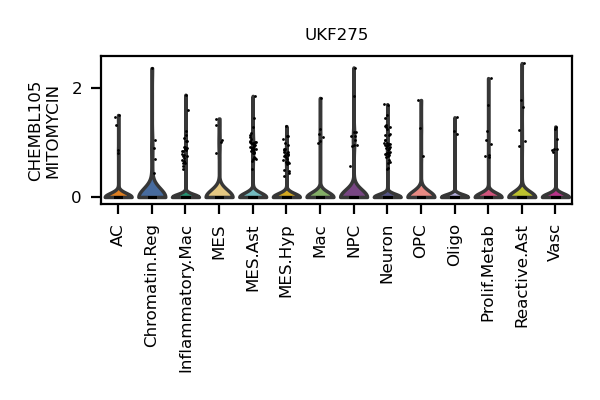 UKF275
CHEMBL105
MITOMYCIN
2
0
AC
Chromatin.Reg
Inflammatory.Mac
MES
MES.Ast
MES.Hyp
Mac
NPC
Neuron
OPC
Oligo
Prolif.Metab
Reactive.Ast
Vasc